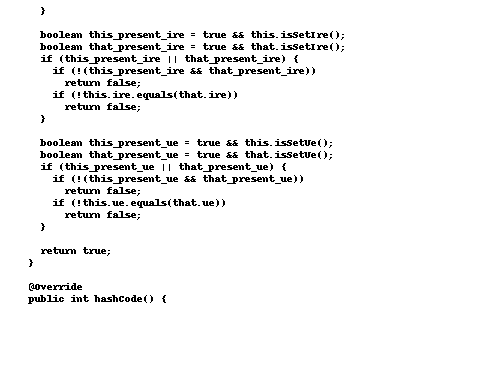 }

    boolean this_present_ire = true && this.isSetIre();
    boolean that_present_ire = true && that.isSetIre();
    if (this_present_ire || that_present_ire) {
      if (!(this_present_ire && that_present_ire))
        return false;
      if (!this.ire.equals(that.ire))
        return false;
    }

    boolean this_present_ue = true && this.isSetUe();
    boolean that_present_ue = true && that.isSetUe();
    if (this_present_ue || that_present_ue) {
      if (!(this_present_ue && that_present_ue))
        return false;
      if (!this.ue.equals(that.ue))
        return false;
    }

    return true;
  }

  @Override
  public int hashCode() {